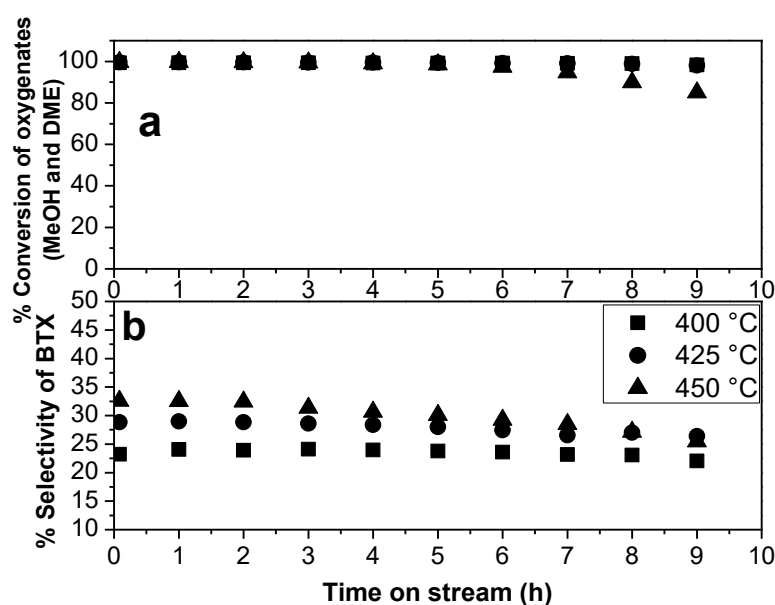 % Conversion of oxygenates
(MeOH and DME)
100
80
60
40
20
0
a
0 1 2 3 4 5 6 7 8 9 10
% Selectivity of BTX
50
45
40
35
30
25
20
15
10
b
400 °C
425 °C
450 °C
0 1 2 3 4 5 6 7 8 9 10
Time on stream (h)